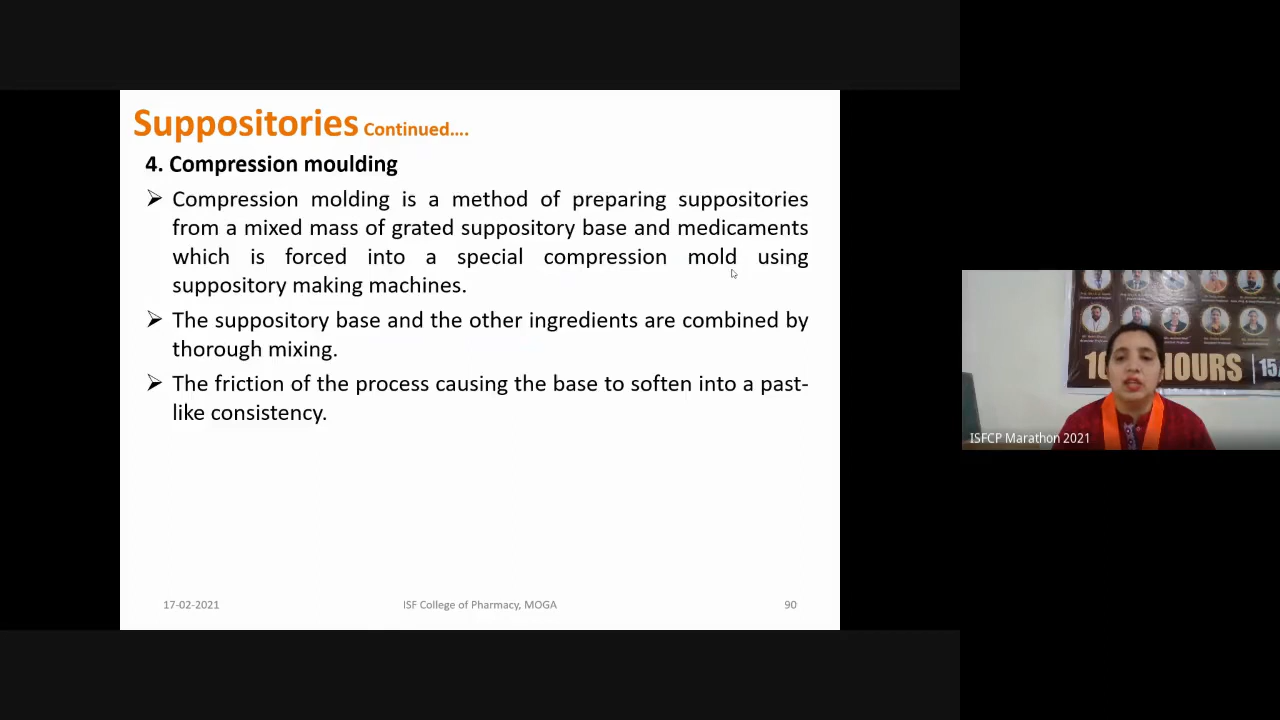 Suppositories Continued....
4. Compression moulding
➢ Compression molding is a method of preparing suppositories
from a mixed mass of grated suppository base and medicaments
which is forced into a special compression mold using
suppository making machines.
➢ The suppository base and the other ingredients are combined by
thorough mixing.
➢ The friction of the process causing the base to soften into a past-
like consistency.
17-02-2021
ISF College of Pharmacy, MOGA
90
HOURS
15
ISFCP Marathon 2021